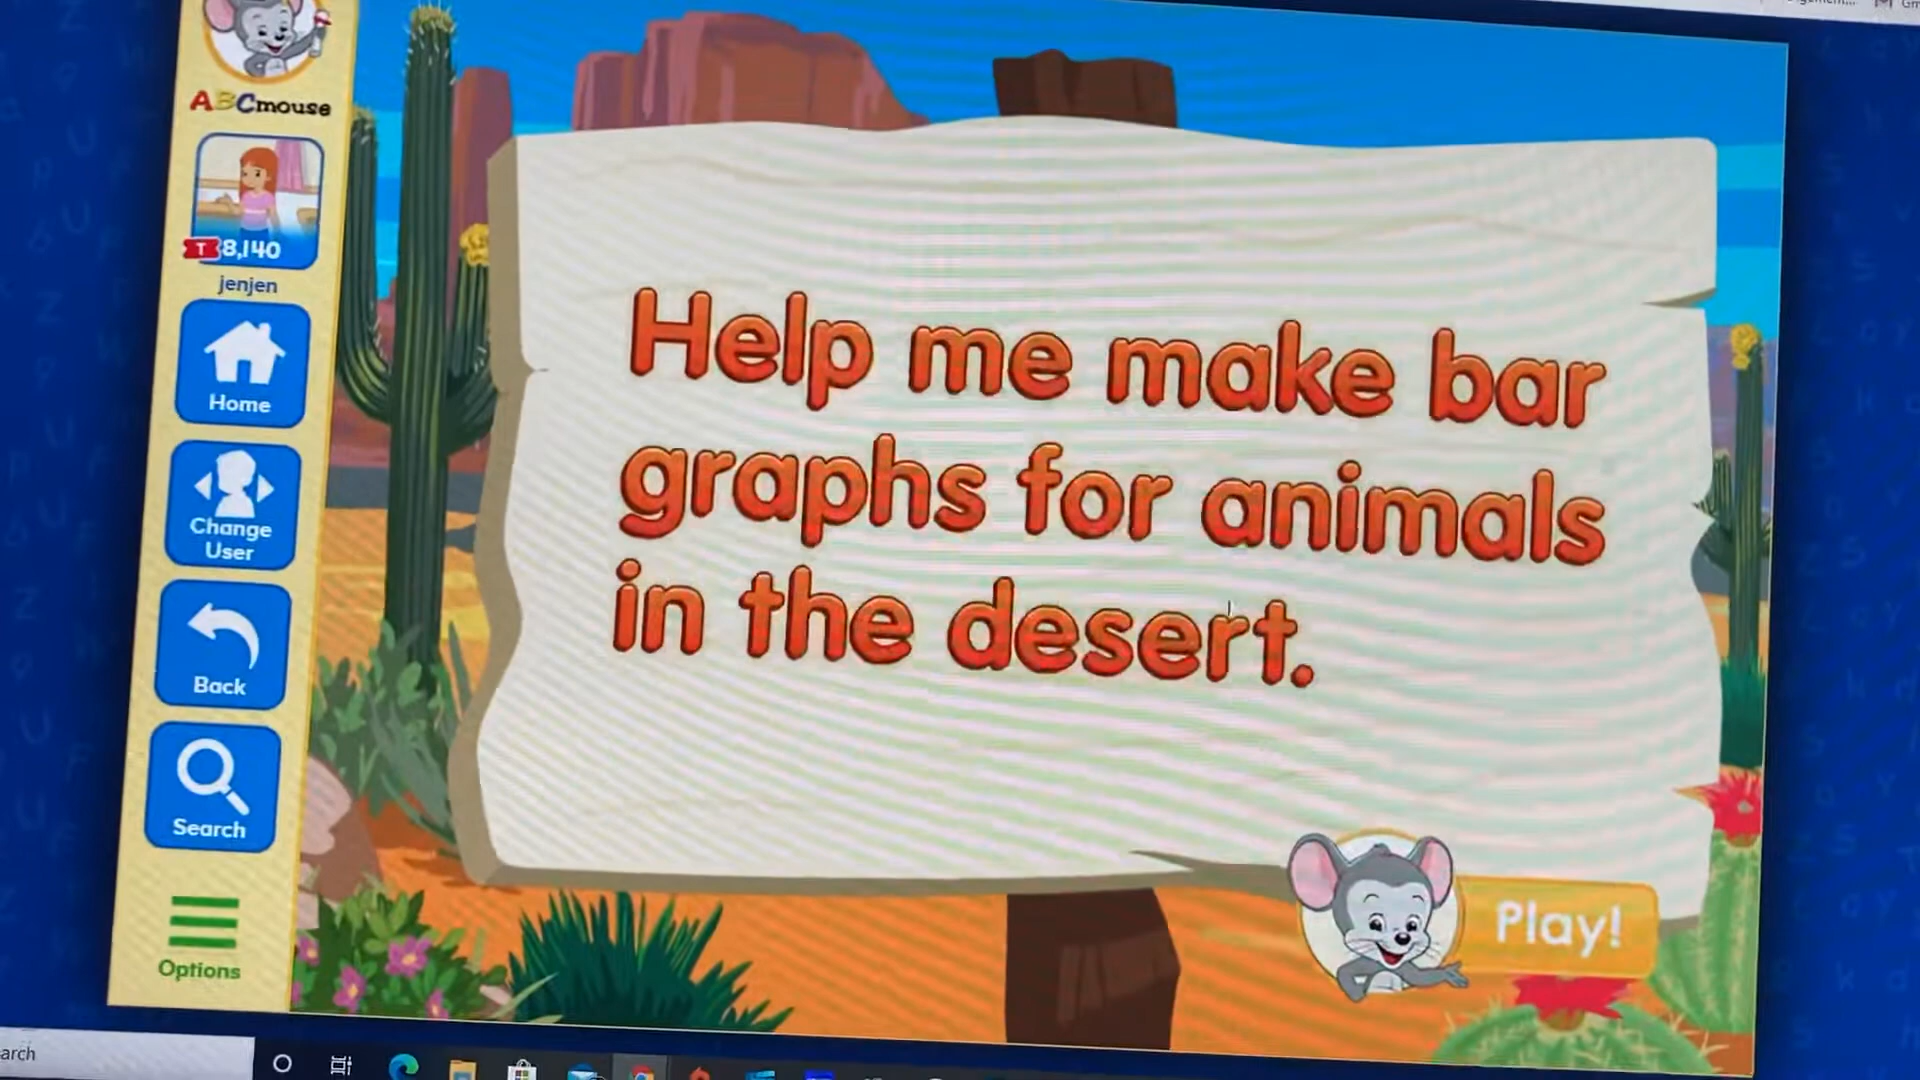 ABCmouse
T 8,140
jenjen
Home
Change
User
Back
Search
Options
Help me make bar
graphs for animals
in the desert.
Play!
arch